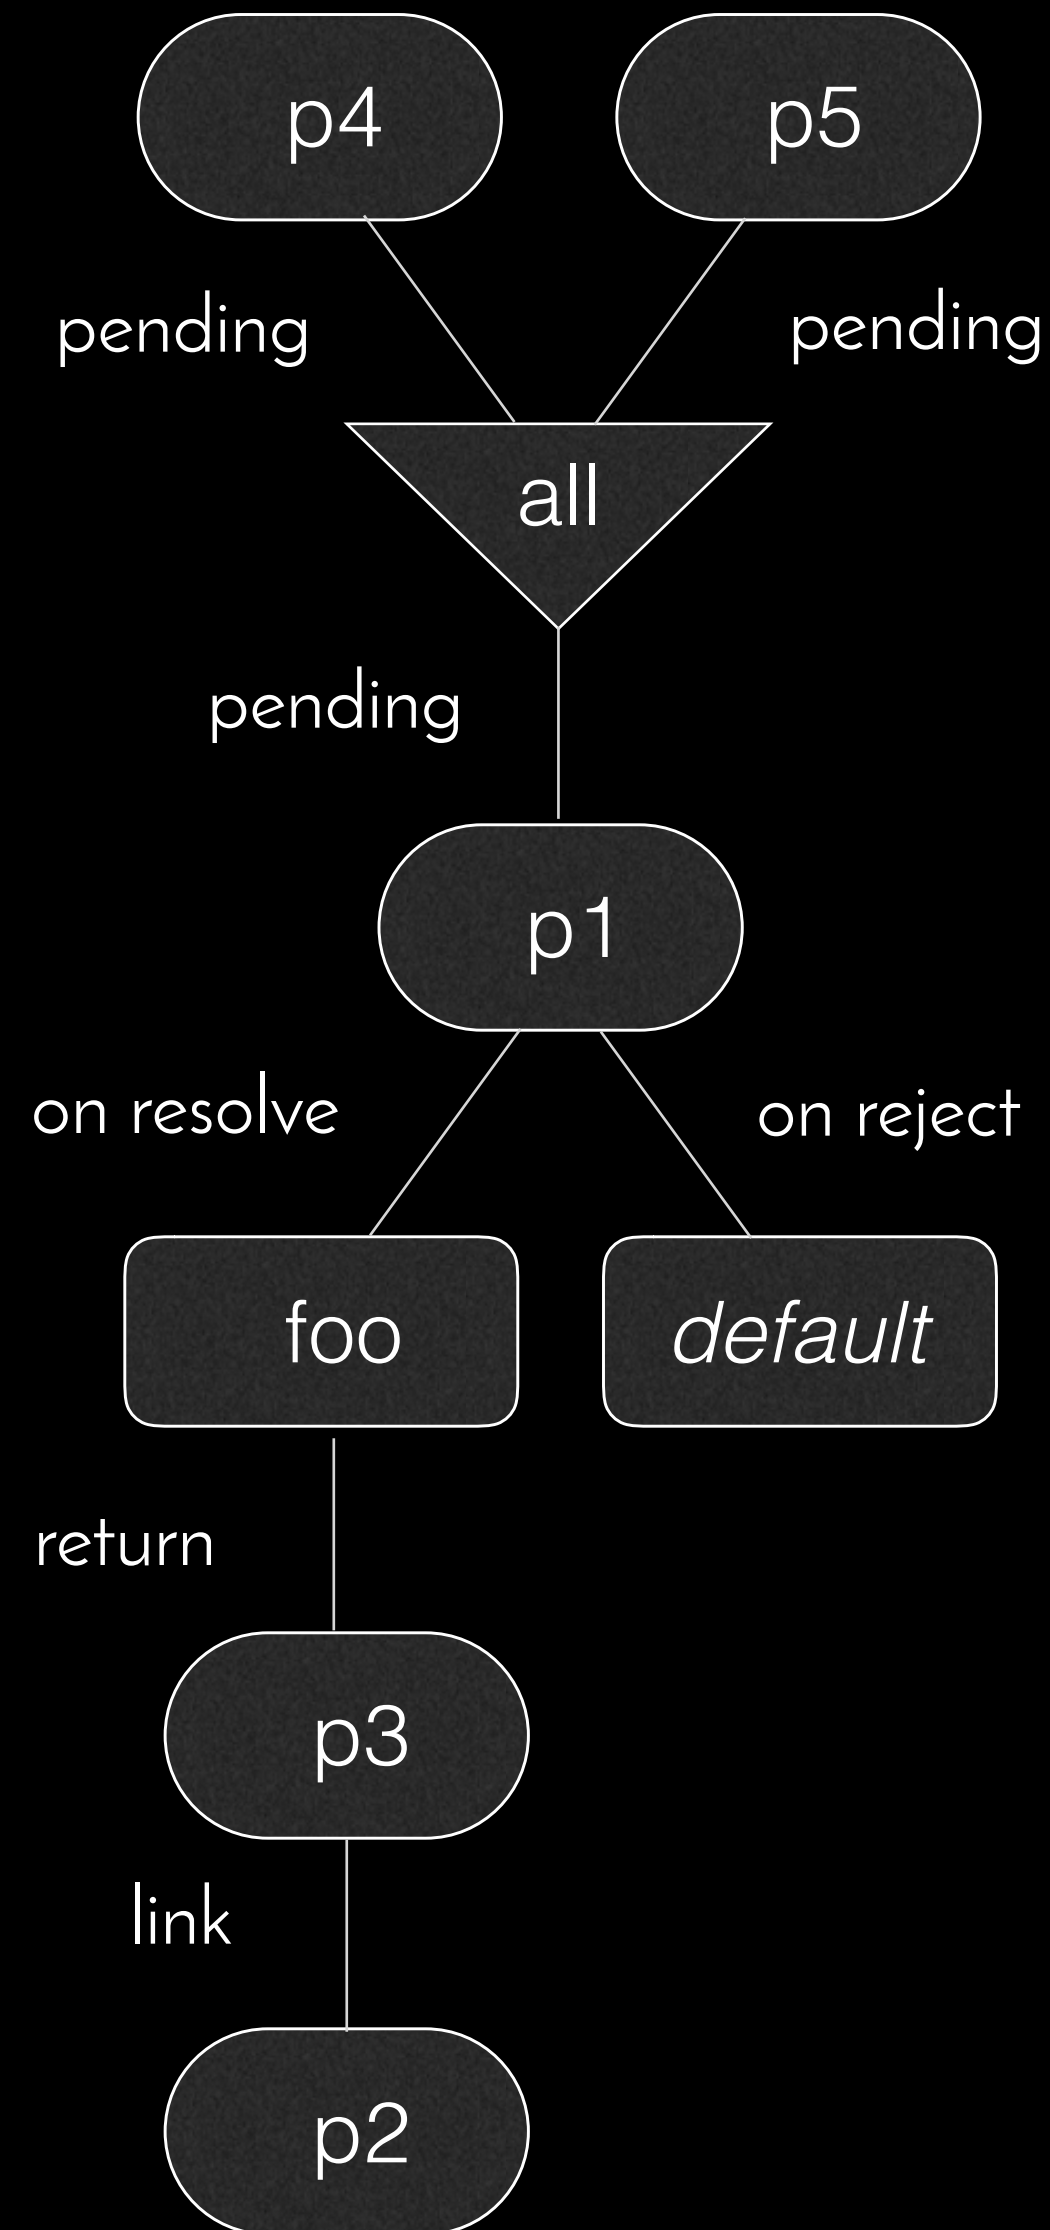 p4
p5
pending
pending
all
pending
p1
on resolve
on reject
foo
default
return
p3
link
p2